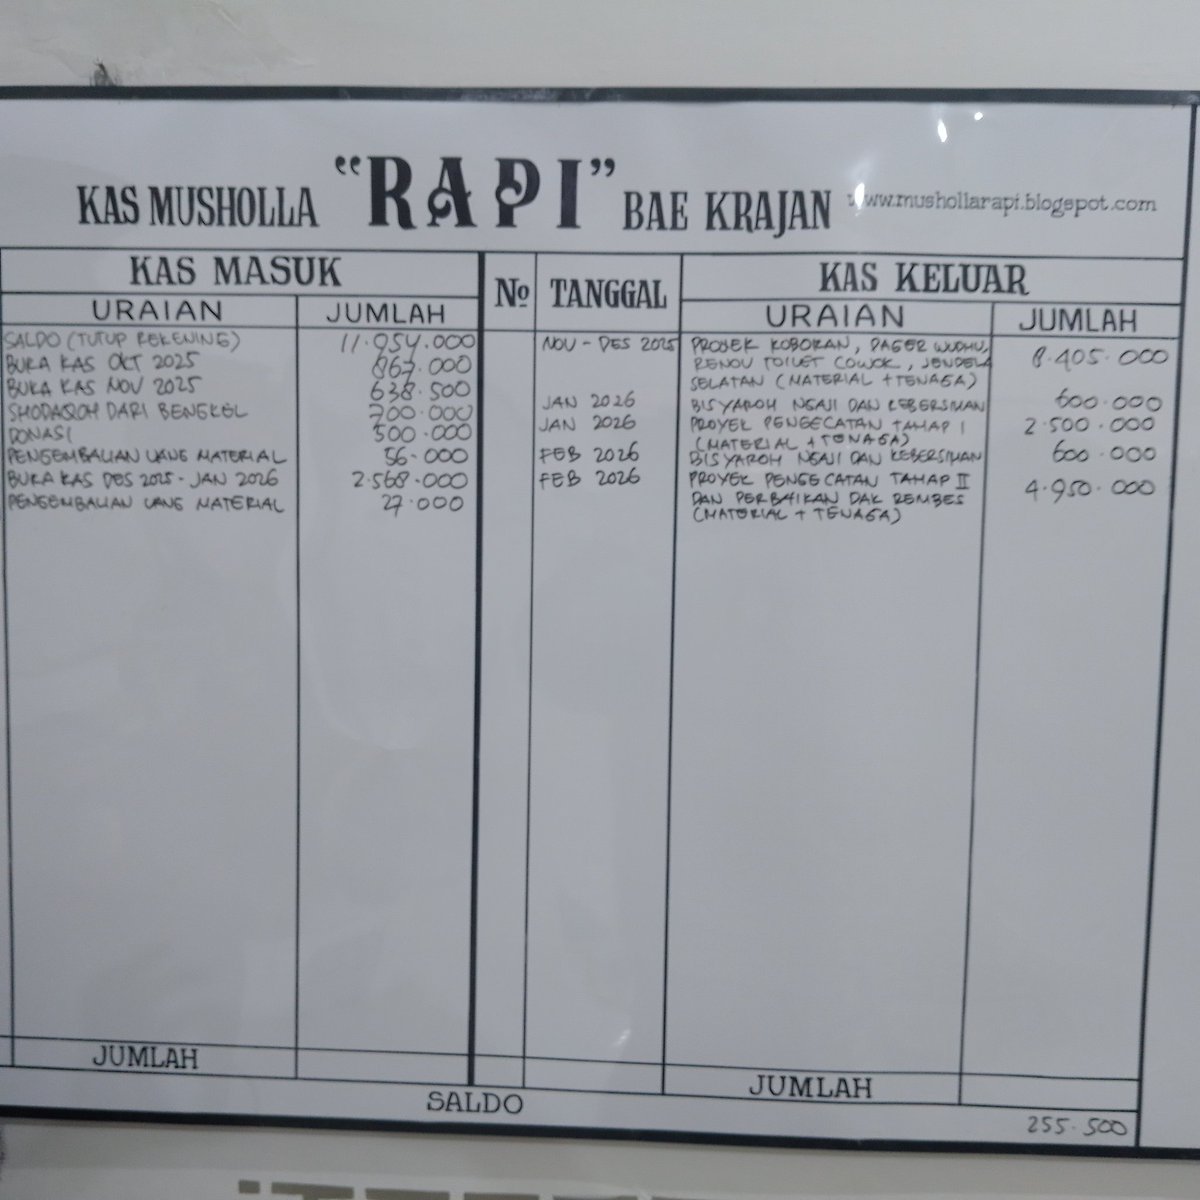 KAS MUSHOLLA "RAPI" BAE KRAJAN www.mushollarapi.blogspot.com
KAS MASUK
URAIAN JUMLAH
SALDO (TUTUP REKENING) 11.954.000
BUKA KAS OKT 2025 867.000
BUKA KAS NOV 2025 638.500
SHODAQOH DARI BENGKEL 700.000
DONASI 500.000
PENGEMBALIAN UANG MATERIAL 56.000
BUKA KAS DES 2025 - JAN 2026 2.568.000
PENGEMBALIAN UANG MATERIAL 27.000
JUMLAH
No TANGGAL KAS KELUAR
URAIAN JUMLAH
NOV - DES 2025 PROYEK KOBOKAN, PAGER WUDHU, 8.405.000
RENOV TOILET COWOK, JENDELA
SELATAN (MATERIAL + TENAGA)
JAN 2026 BISYAROH NGAJI DAN KEBERSIHAN 600.000
JAN 2026 PROYEK PENGECATAN TAHAP I 2.500.000
(MATERIAL + TENAGA)
FEB 2026 BISYAROH NGAJI DAN KEBERSIHAN 600.000
FEB 2026 PROYEK PENGECATAN TAHAP II 4.950.000
DAN PERBAIKAN DAK REMBES
(MATERIAL + TENAGA)
JUMLAH
SALDO 255.500